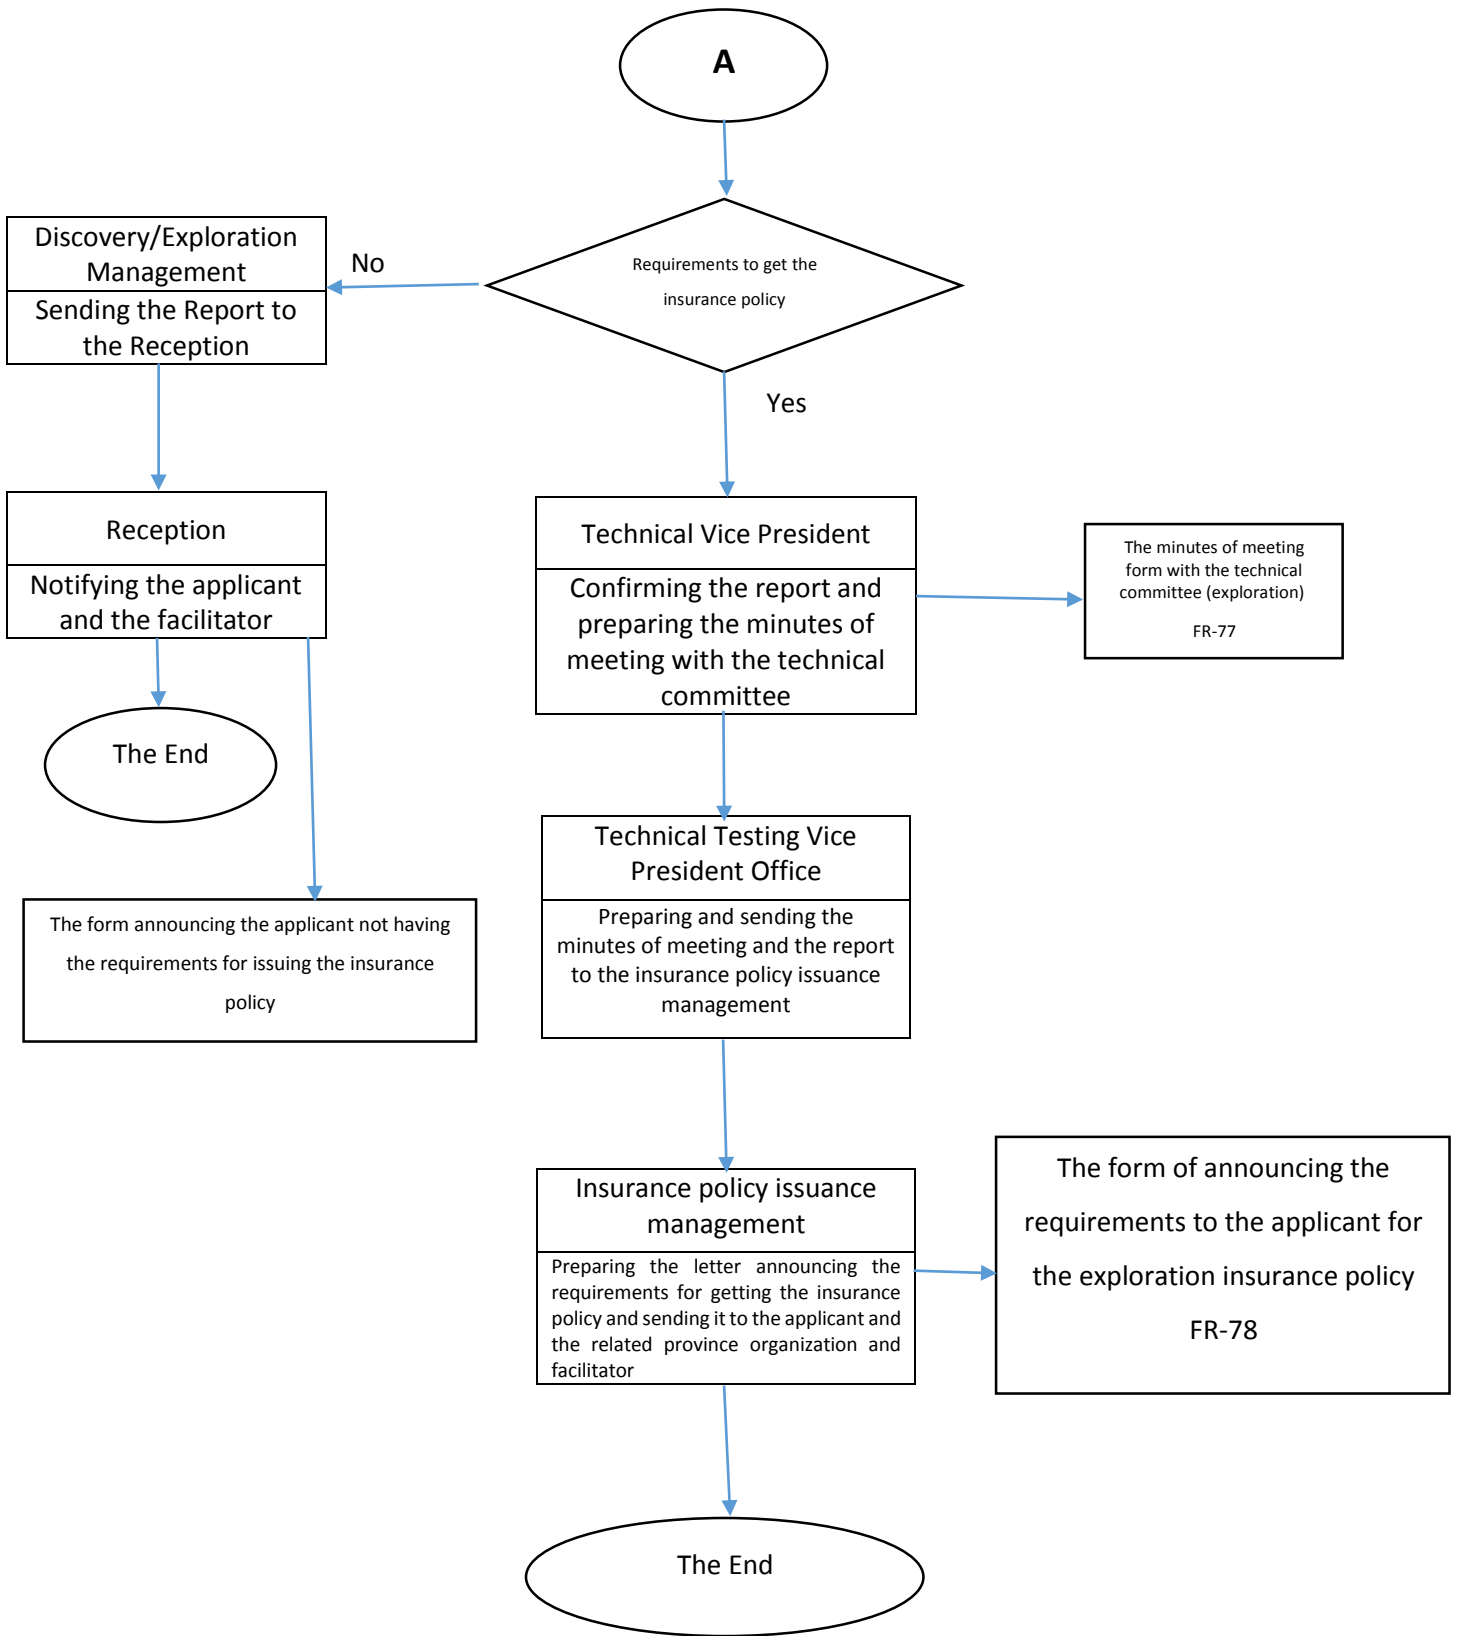 A
Requirements to get the
insurance policy
No
Yes
Discovery/Exploration
Management
Sending the Report to
the Reception
Reception
Notifying the applicant
and the facilitator
The End
The form announcing the applicant not having
the requirements for issuing the insurance
policy
Technical Vice President
Confirming the report and
preparing the minutes of
meeting with the technical
committee
The minutes of meeting
form with the technical
committee (exploration)
FR-77
Technical Testing Vice
President Office
Preparing and sending the
minutes of meeting and the report
to the insurance policy issuance
management
Insurance policy issuance
management
Preparing the letter announcing the
requirements for getting the insurance
policy and sending it to the applicant and
the related province organization and
facilitator
The form of announcing the
requirements to the applicant for
the exploration insurance policy
FR-78
The End